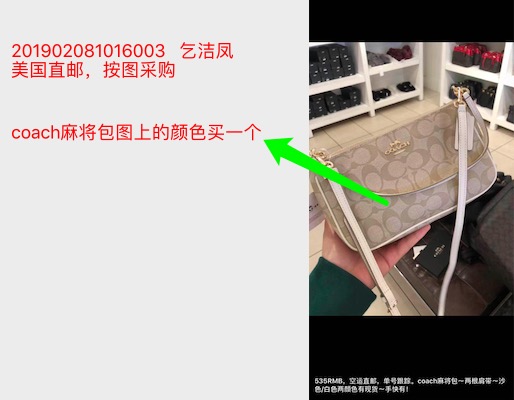 201902081016003 乞洁凤
美国直邮，按图采购
coach麻将包图上的颜色买一个
COACH
535RMB，空运直邮，单号跟踪。coach麻将包～两根肩带～沙
色/白色两颜色有现货～手快有！